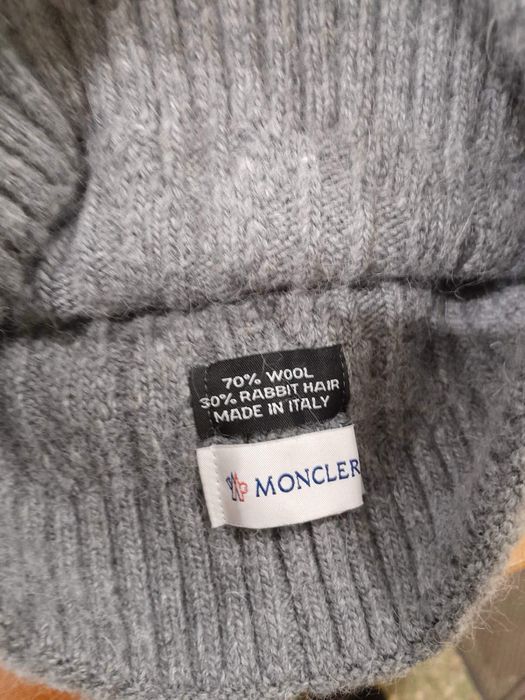 70% WOOL
30% RABBIT HAIR
MADE IN ITALY
MONCLER